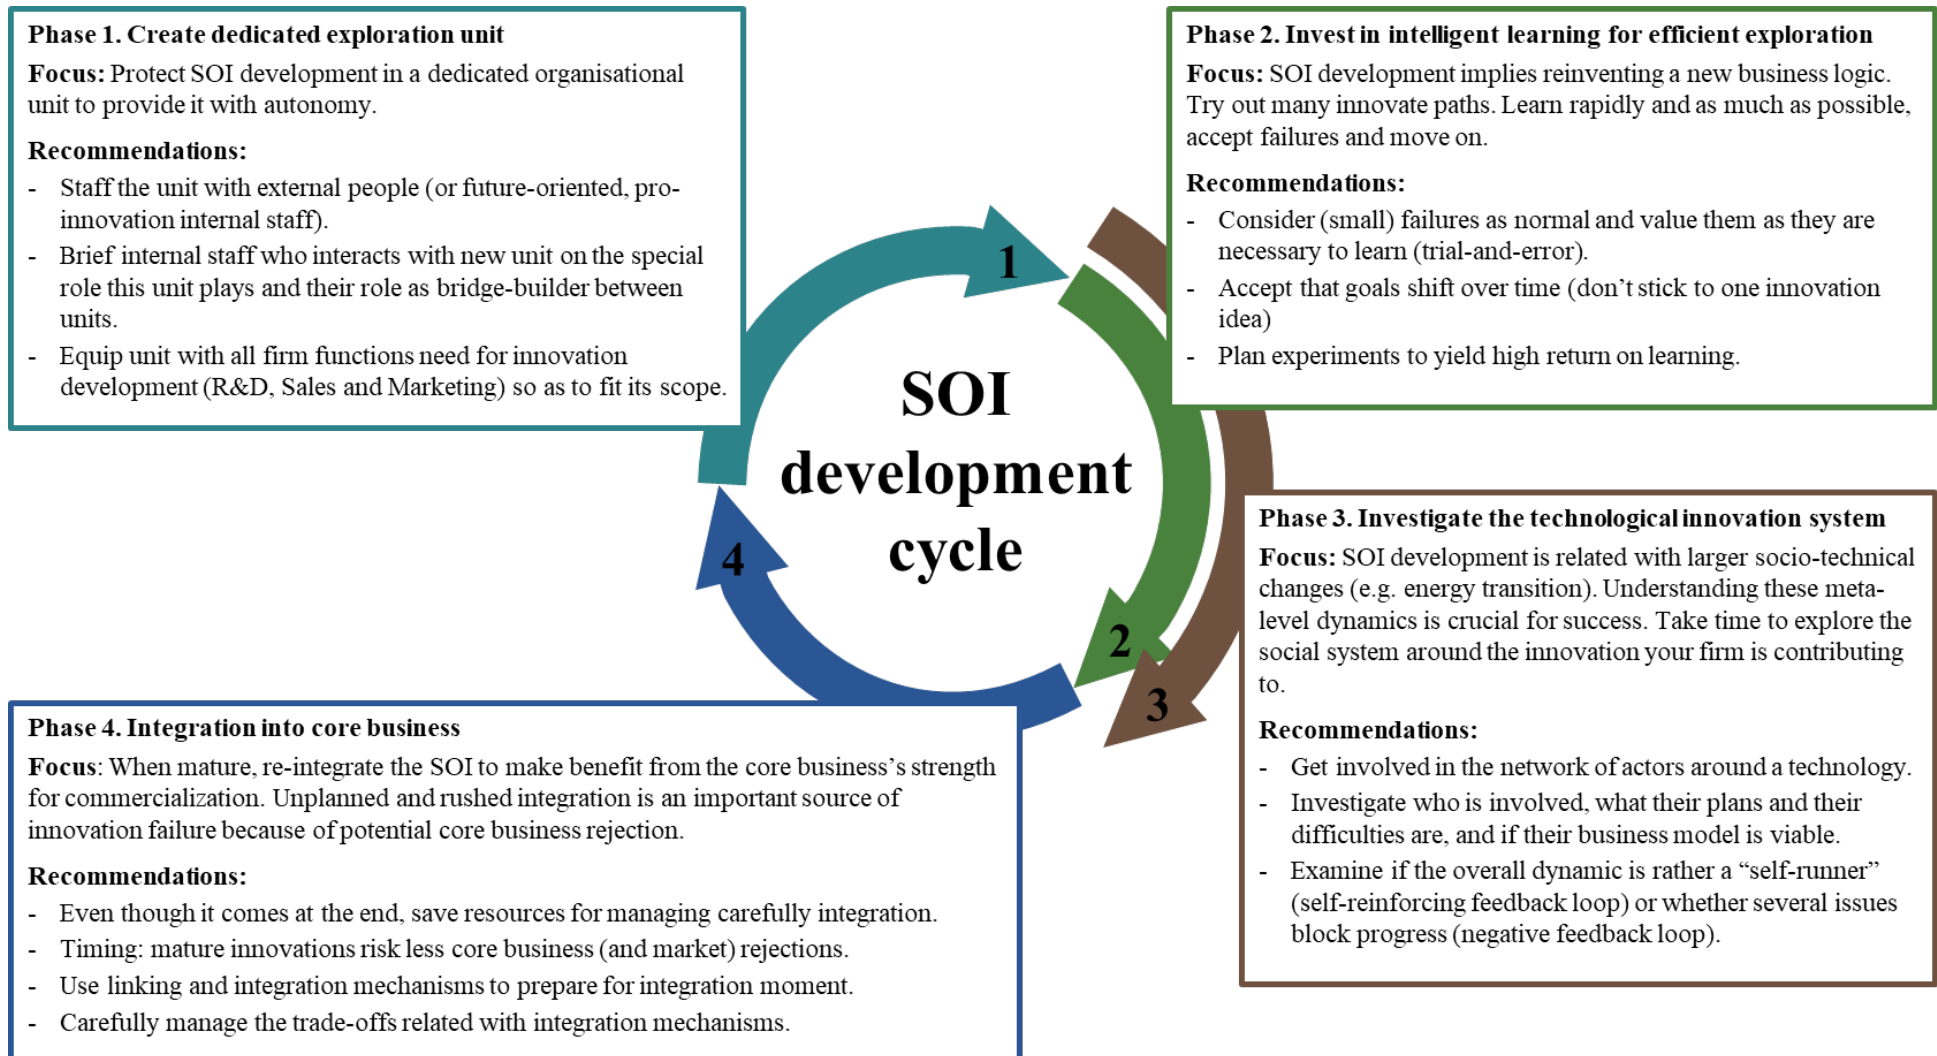 Phase 1. Create dedicated exploration unit
Focus: Protect SOI development in a dedicated organisational
unit to provide it with autonomy.
Recommendations:
- Staff the unit with external people (or future-oriented, pro-
innovation internal staff).
- Brief internal staff who interacts with new unit on the special
role this unit plays and their role as bridge-builder between
units.
- Equip unit with all firm functions need for innovation
development (R&D, Sales and Marketing) so as to fit its scope.
Phase 2. Invest in intelligent learning for efficient exploration
Focus: SOI development implies reinventing a new business logic.
Try out many innovate paths. Learn rapidly and as much as possible,
accept failures and move on.
Recommendations:
- Consider (small) failures as normal and value them as they are
necessary to learn (trial-and-error).
- Accept that goals shift over time (don’t stick to one innovation
idea)
- Plan experiments to yield high return on learning.
1
SOI
development
cycle
4
2
3
Phase 3. Investigate the technological innovation system
Focus: SOI development is related with larger socio-technical
changes (e.g. energy transition). Understanding these meta-
level dynamics is crucial for success. Take time to explore the
social system around the innovation your firm is contributing
to.
Recommendations:
- Get involved in the network of actors around a technology.
- Investigate who is involved, what their plans and their
difficulties are, and if their business model is viable.
- Examine if the overall dynamic is rather a “self-runner”
(self-reinforcing feedback loop) or whether several issues
block progress (negative feedback loop).
Phase 4. Integration into core business
Focus: When mature, re-integrate the SOI to make benefit from the core business’s strength
for commercialization. Unplanned and rushed integration is an important source of
innovation failure because of potential core business rejection.
Recommendations:
- Even though it comes at the end, save resources for managing carefully integration.
- Timing: mature innovations risk less core business (and market) rejections.
- Use linking and integration mechanisms to prepare for integration moment.
- Carefully manage the trade-offs related with integration mechanisms.